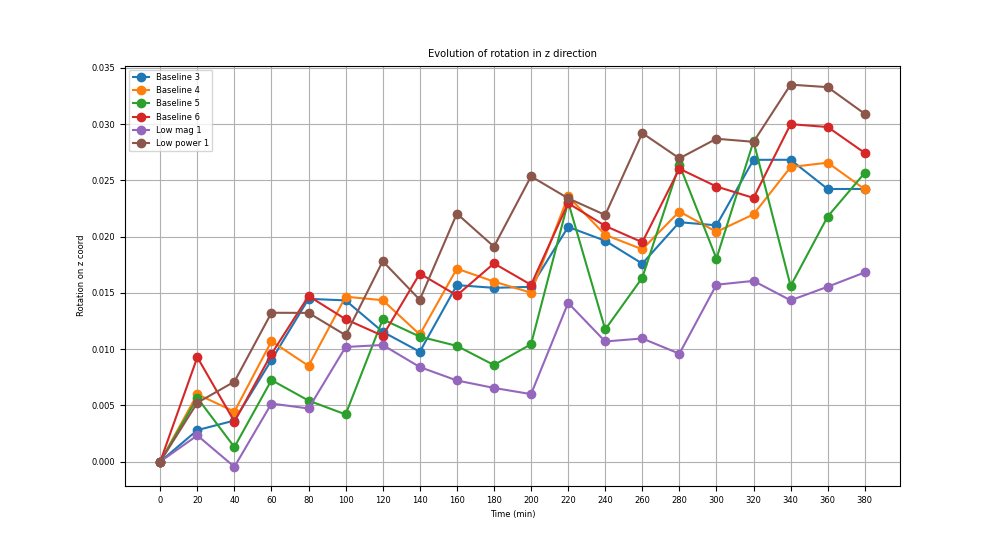 Evolution of rotation in z direction
0.035
0.030
0.025
0.020
0.015
0.010
0.005
0.000
Rotation on z coord
Baseline 3
Baseline 4
Baseline 5
Baseline 6
Low mag 1
Low power 1
0 20 40 60 80 100 120 140 160 180 200 220 240 260 280 300 320 340 360 380
Time (min)